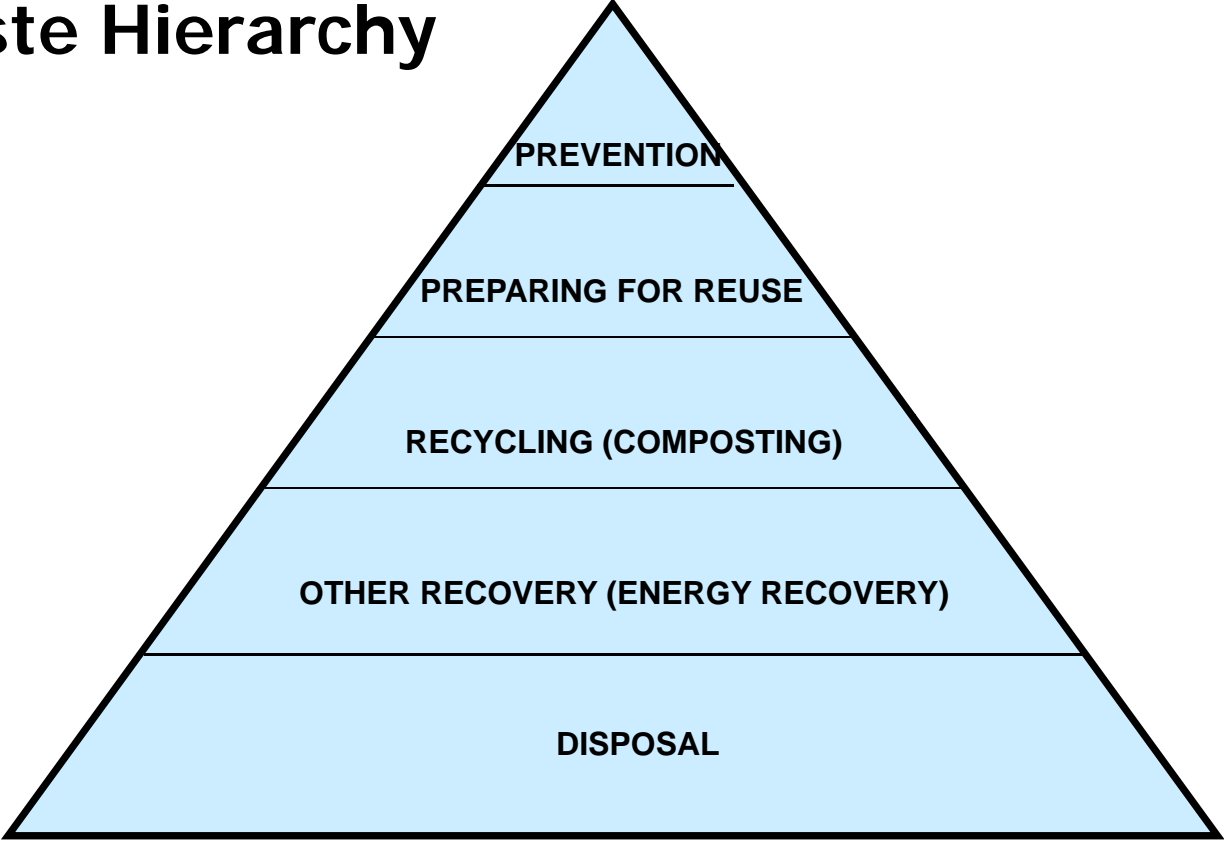 ste Hierarchy
PREVENTION
PREPARING FOR REUSE
RECYCLING (COMPOSTING)
OTHER RECOVERY (ENERGY RECOVERY)
DISPOSAL